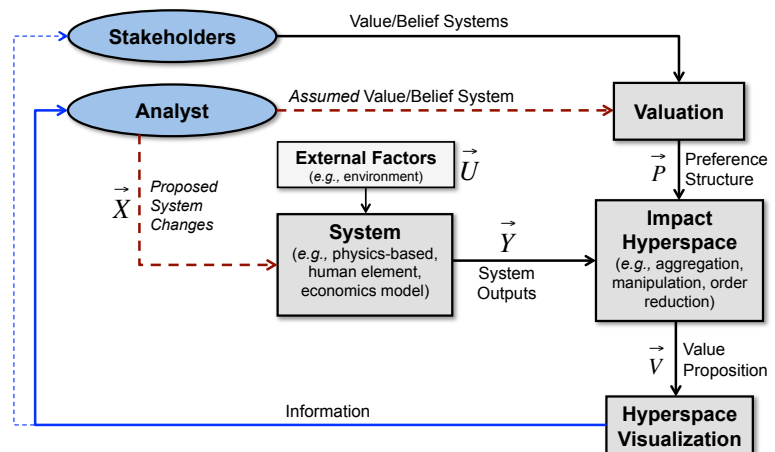 Value/Belief Systems
Stakeholders
Assumed Value/Belief System
Analyst
Valuation
External Factors
(e.g., environment)
U
P
Preference
Structure
X
Proposed
System
Changes
System
(e.g., physics-based,
human element,
economics model)
Y
System
Outputs
Impact
Hyperspace
(e.g., aggregation,
manipulation, order
reduction)
V
Value
Proposition
Information
Hyperspace
Visualization